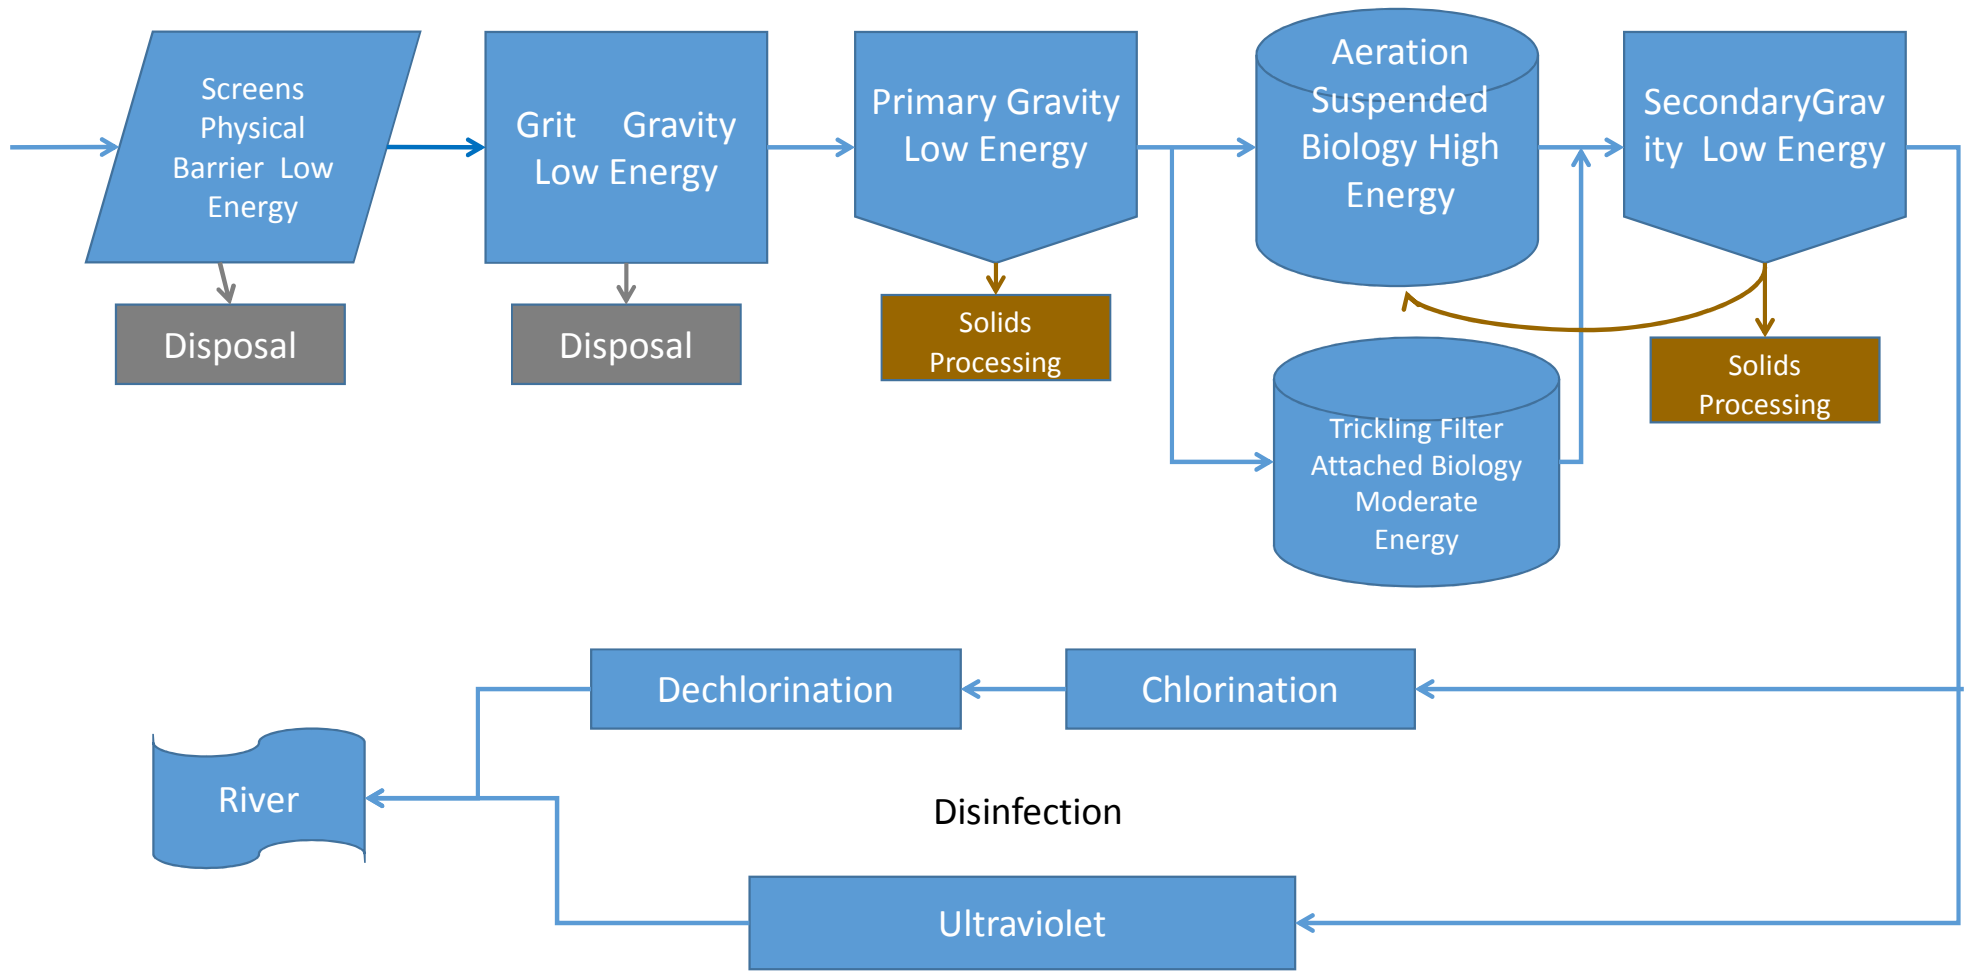 Screens
Physical
Barrier Low
Energy
Grit Gravity
Low Energy
Primary Gravity
Low Energy
Aeration
Suspended
Biology High
Energy
SecondaryGrav
ity Low Energy
Disposal
Disposal
Solids
Processing
Solids
Processing
Trickling Filter
Attached Biology
Moderate
Energy
Dechlorination
Chlorination
River
Disinfection
Ultraviolet